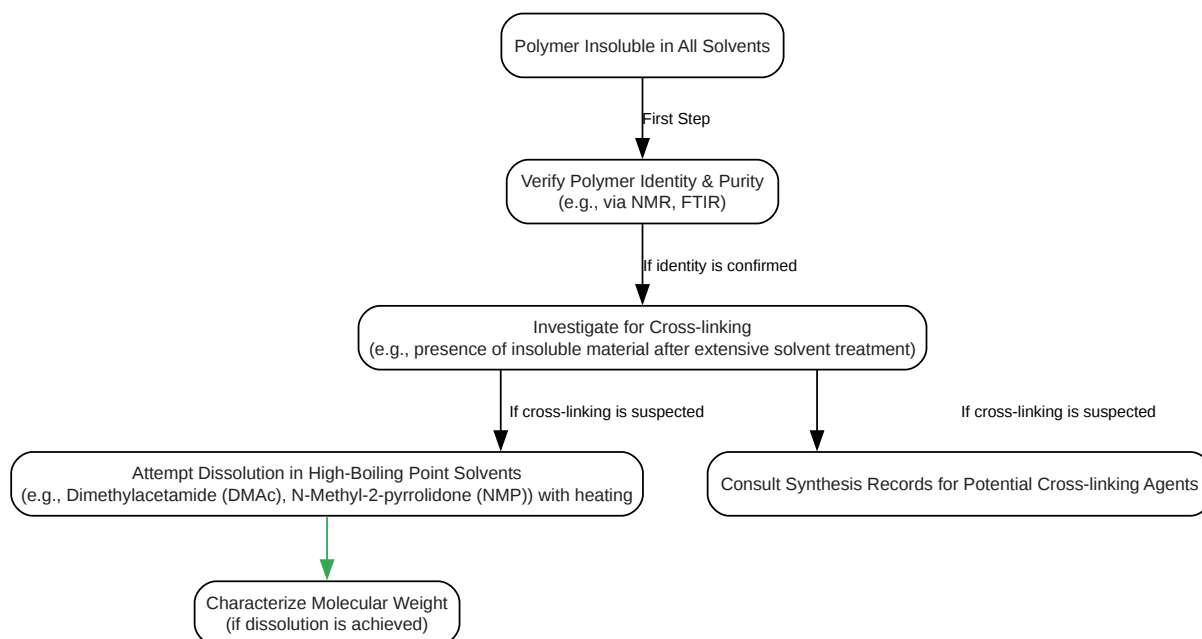 Polymer Insoluble in All Solvents
First Step
Verify Polymer Identity & Purity
(e.g., via NMR, FTIR)
If identity is confirmed
Investigate for Cross-linking
(e.g., presence of insoluble material after extensive solvent treatment)
If cross-linking is suspected
If cross-linking is suspected
Attempt Dissolution in High-Boiling Point Solvents
(e.g., Dimethylacetamide (DMAc), N-Methyl-2-pyrrolidone (NMP)) with heating
Consult Synthesis Records for Potential Cross-linking Agents
Characterize Molecular Weight
(if dissolution is achieved)